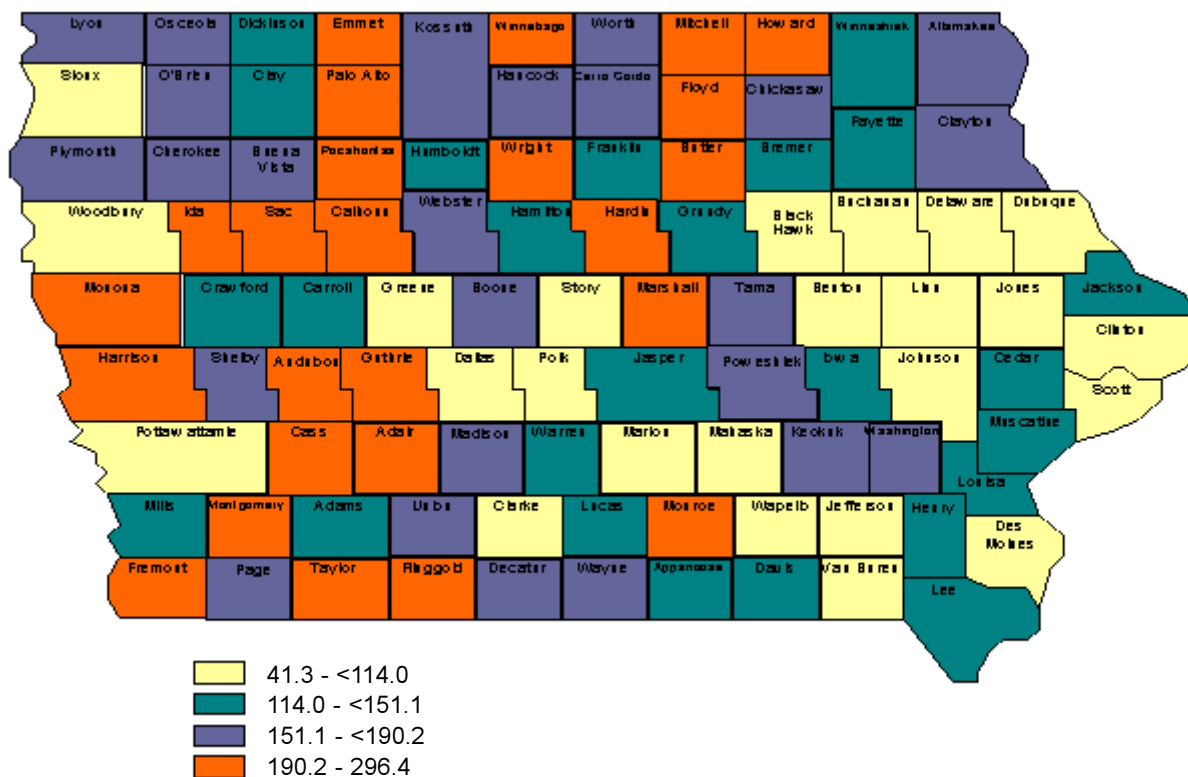 Lyon Osceola Dickinson Emmet Kossuth Winnebago Worth Mitchell Howard Winneshiek Allamakee
Sioux O'Brien Clay Palo Alto Hancock Cerro Gordo Floyd Chickasaw Fayette Clayton
Plymouth Cherokee Buena Vista Pocahontas Humboldt Wright Franklin Butler Bremer
Woodbury Ida Sac Calhoun Webster Hamilton Hardin Grundy Black Hawk Buchanan Delaware Dubuque
Monona Crawford Carroll Greene Boone Story Marshall Tama Benton Linn Jones Jackson
Clinton
Harrison Shelby Audubon Guthrie Dallas Polk Jasper Poweshiek Iowa Johnson Cedar Scott
Pottawattamie Cass Adair Madison Warren Marion Mahaska Keokuk Washington Muscatine
Louisa
Mills Montgomery Adams Union Clarke Lucas Monroe Wapello Jefferson Henry Des Moines
Fremont Page Taylor Ringgold Decatur Wayne Appanoose Davis Van Buren Lee
41.3 - <114.0
114.0 - <151.1
151.1 - <190.2
190.2 - 296.4